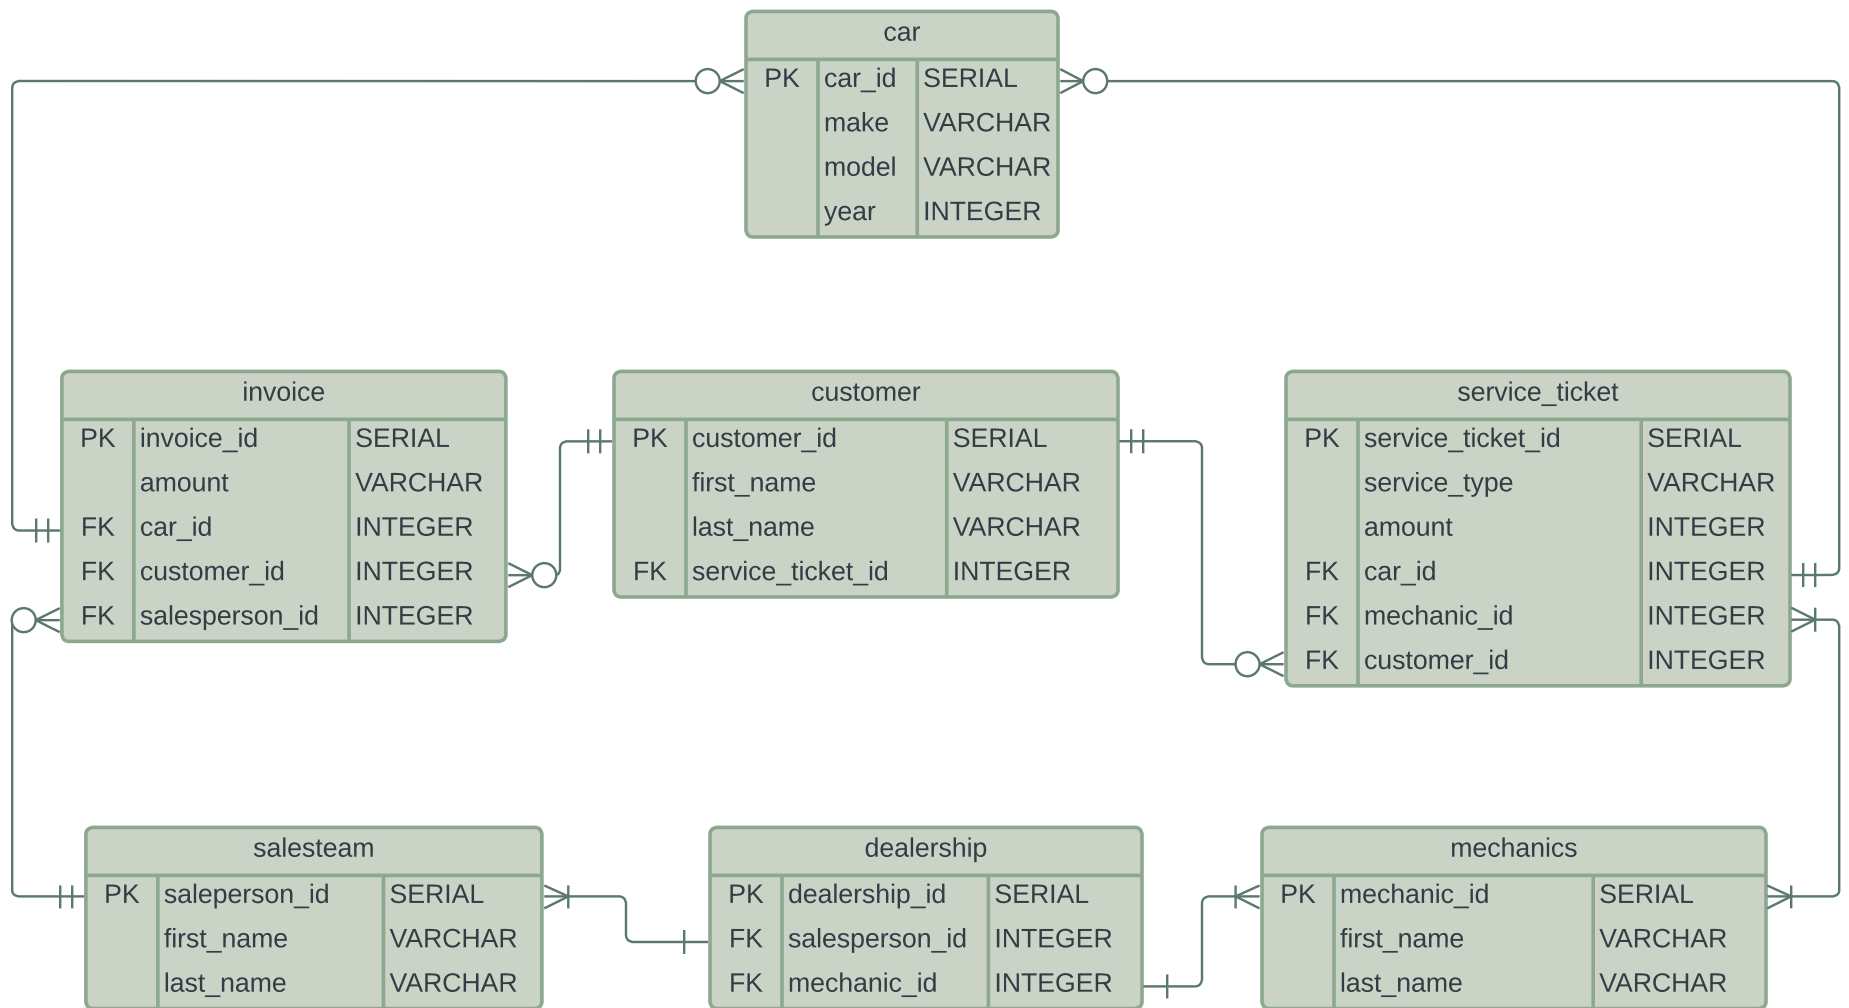 car
PK car_id SERIAL
make VARCHAR
model VARCHAR
year INTEGER
invoice
PK invoice_id SERIAL
amount VARCHAR
FK car_id INTEGER
FK customer_id INTEGER
FK salesperson_id INTEGER
customer
PK customer_id SERIAL
first_name VARCHAR
last_name VARCHAR
FK service_ticket_id INTEGER
service_ticket
PK service_ticket_id SERIAL
service_type VARCHAR
amount INTEGER
FK car_id INTEGER
FK mechanic_id INTEGER
FK customer_id INTEGER
salesteam
PK saleperson_id SERIAL
first_name VARCHAR
last_name VARCHAR
dealership
PK dealership_id SERIAL
FK salesperson_id INTEGER
FK mechanic_id INTEGER
mechanics
PK mechanic_id SERIAL
first_name VARCHAR
last_name VARCHAR